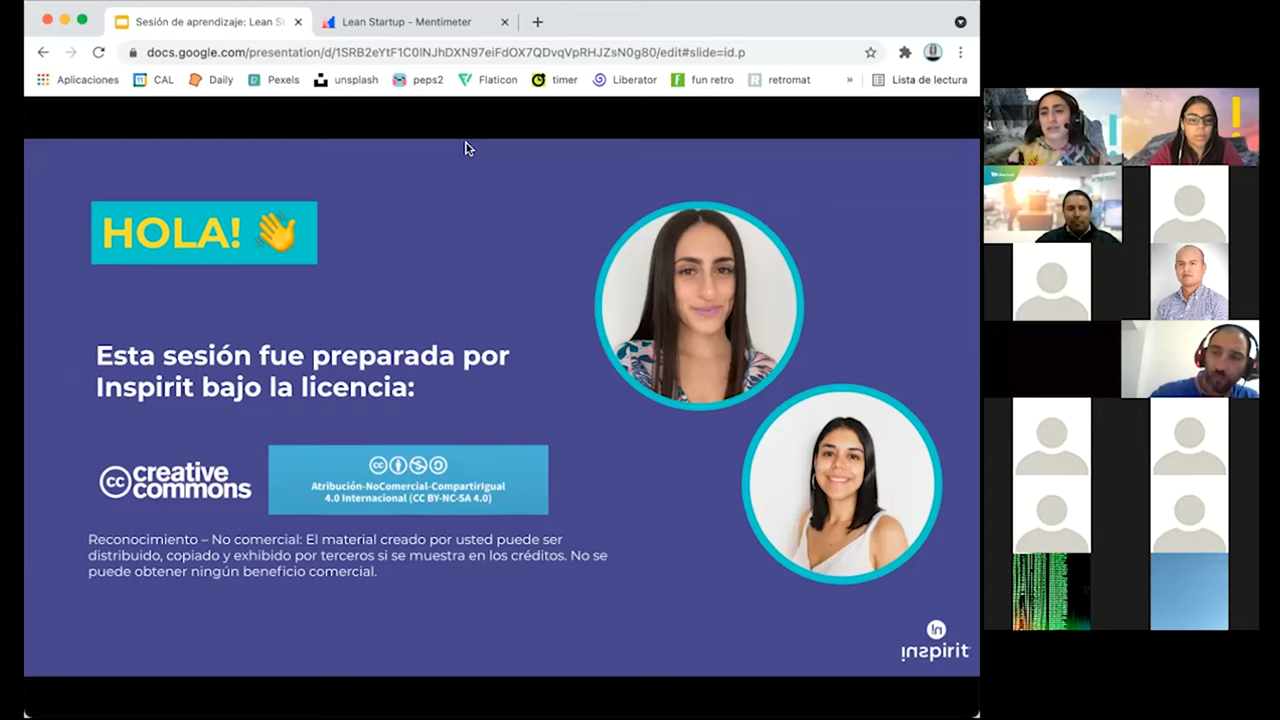 Sesión de aprendizaje: Lean S
Lean Startup - Mentimeter
docs.google.com/presentation/d/1SRB2eYtF1C0lNJhDXN97eiFdOX7QDvqVpRHJZsN0g80/edit#slide=id.p
Aplicaciones CAL Daily Pexels unsplash peps2 Flaticon timer Liberator fun retro retromat » Lista de lectura
HOLA!
Esta sesión fue preparada por
Inspirit bajo la licencia:
cc creative
commons
Atribución-NoComercial-CompartirIgual
4.0 Internacional (CC BY-NC-SA 4.0)
Reconocimiento – No comercial: El material creado por usted puede ser
distribuido, copiado y exhibido por terceros si se muestra en los créditos. No se
puede obtener ningún beneficio comercial.
inspirit